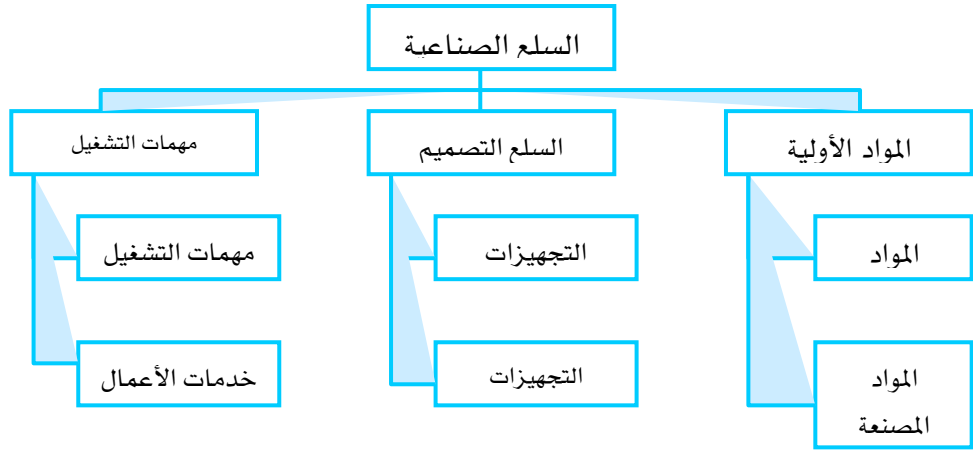 السلع الصناعية
المواد الأولية
السلع التصميم
مهمات التشغيل
المواد
التجهيزات
مهمات التشغيل
المواد
المصنعة
التجهيزات
خدمات الأعمال